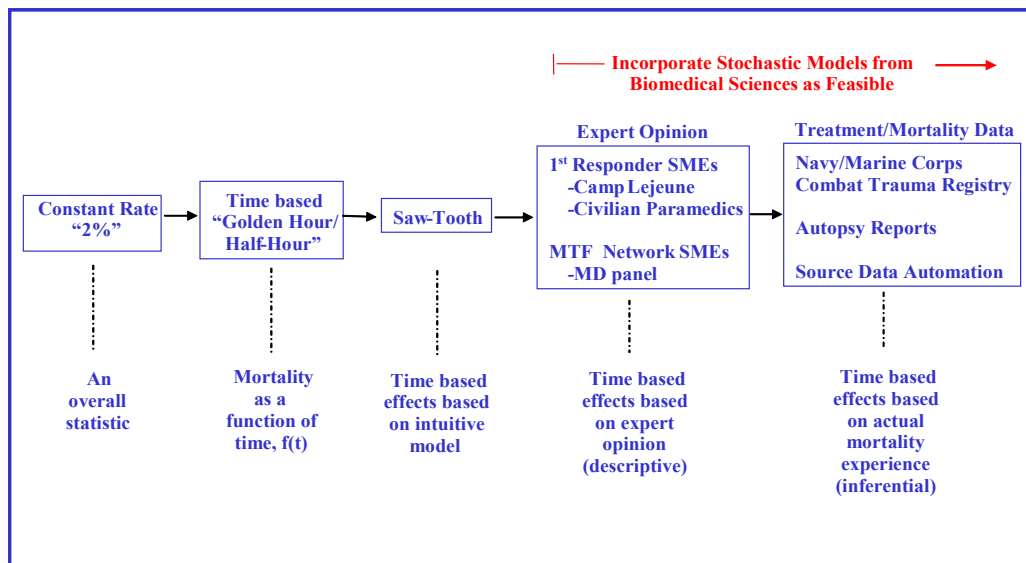 Incorporate Stochastic Models from
Biomedical Sciences as Feasible
Constant Rate
“2%”
Time based
“Golden Hour/
Half-Hour”
Saw-Tooth
Expert Opinion
1st Responder SMEs
-Camp Lejeune
-Civilian Paramedics
MTF Network SMEs
-MD panel
Treatment/Mortality Data
Navy/Marine Corps
Combat Trauma Registry
Autopsy Reports
Source Data Automation
An
overall
statistic
Mortality
as a
function of
time, f(t)
Time based
effects based
on intuitive
model
Time based
effects based
on expert
opinion
(descriptive)
Time based
effects based
on actual
mortality
experience
(inferential)